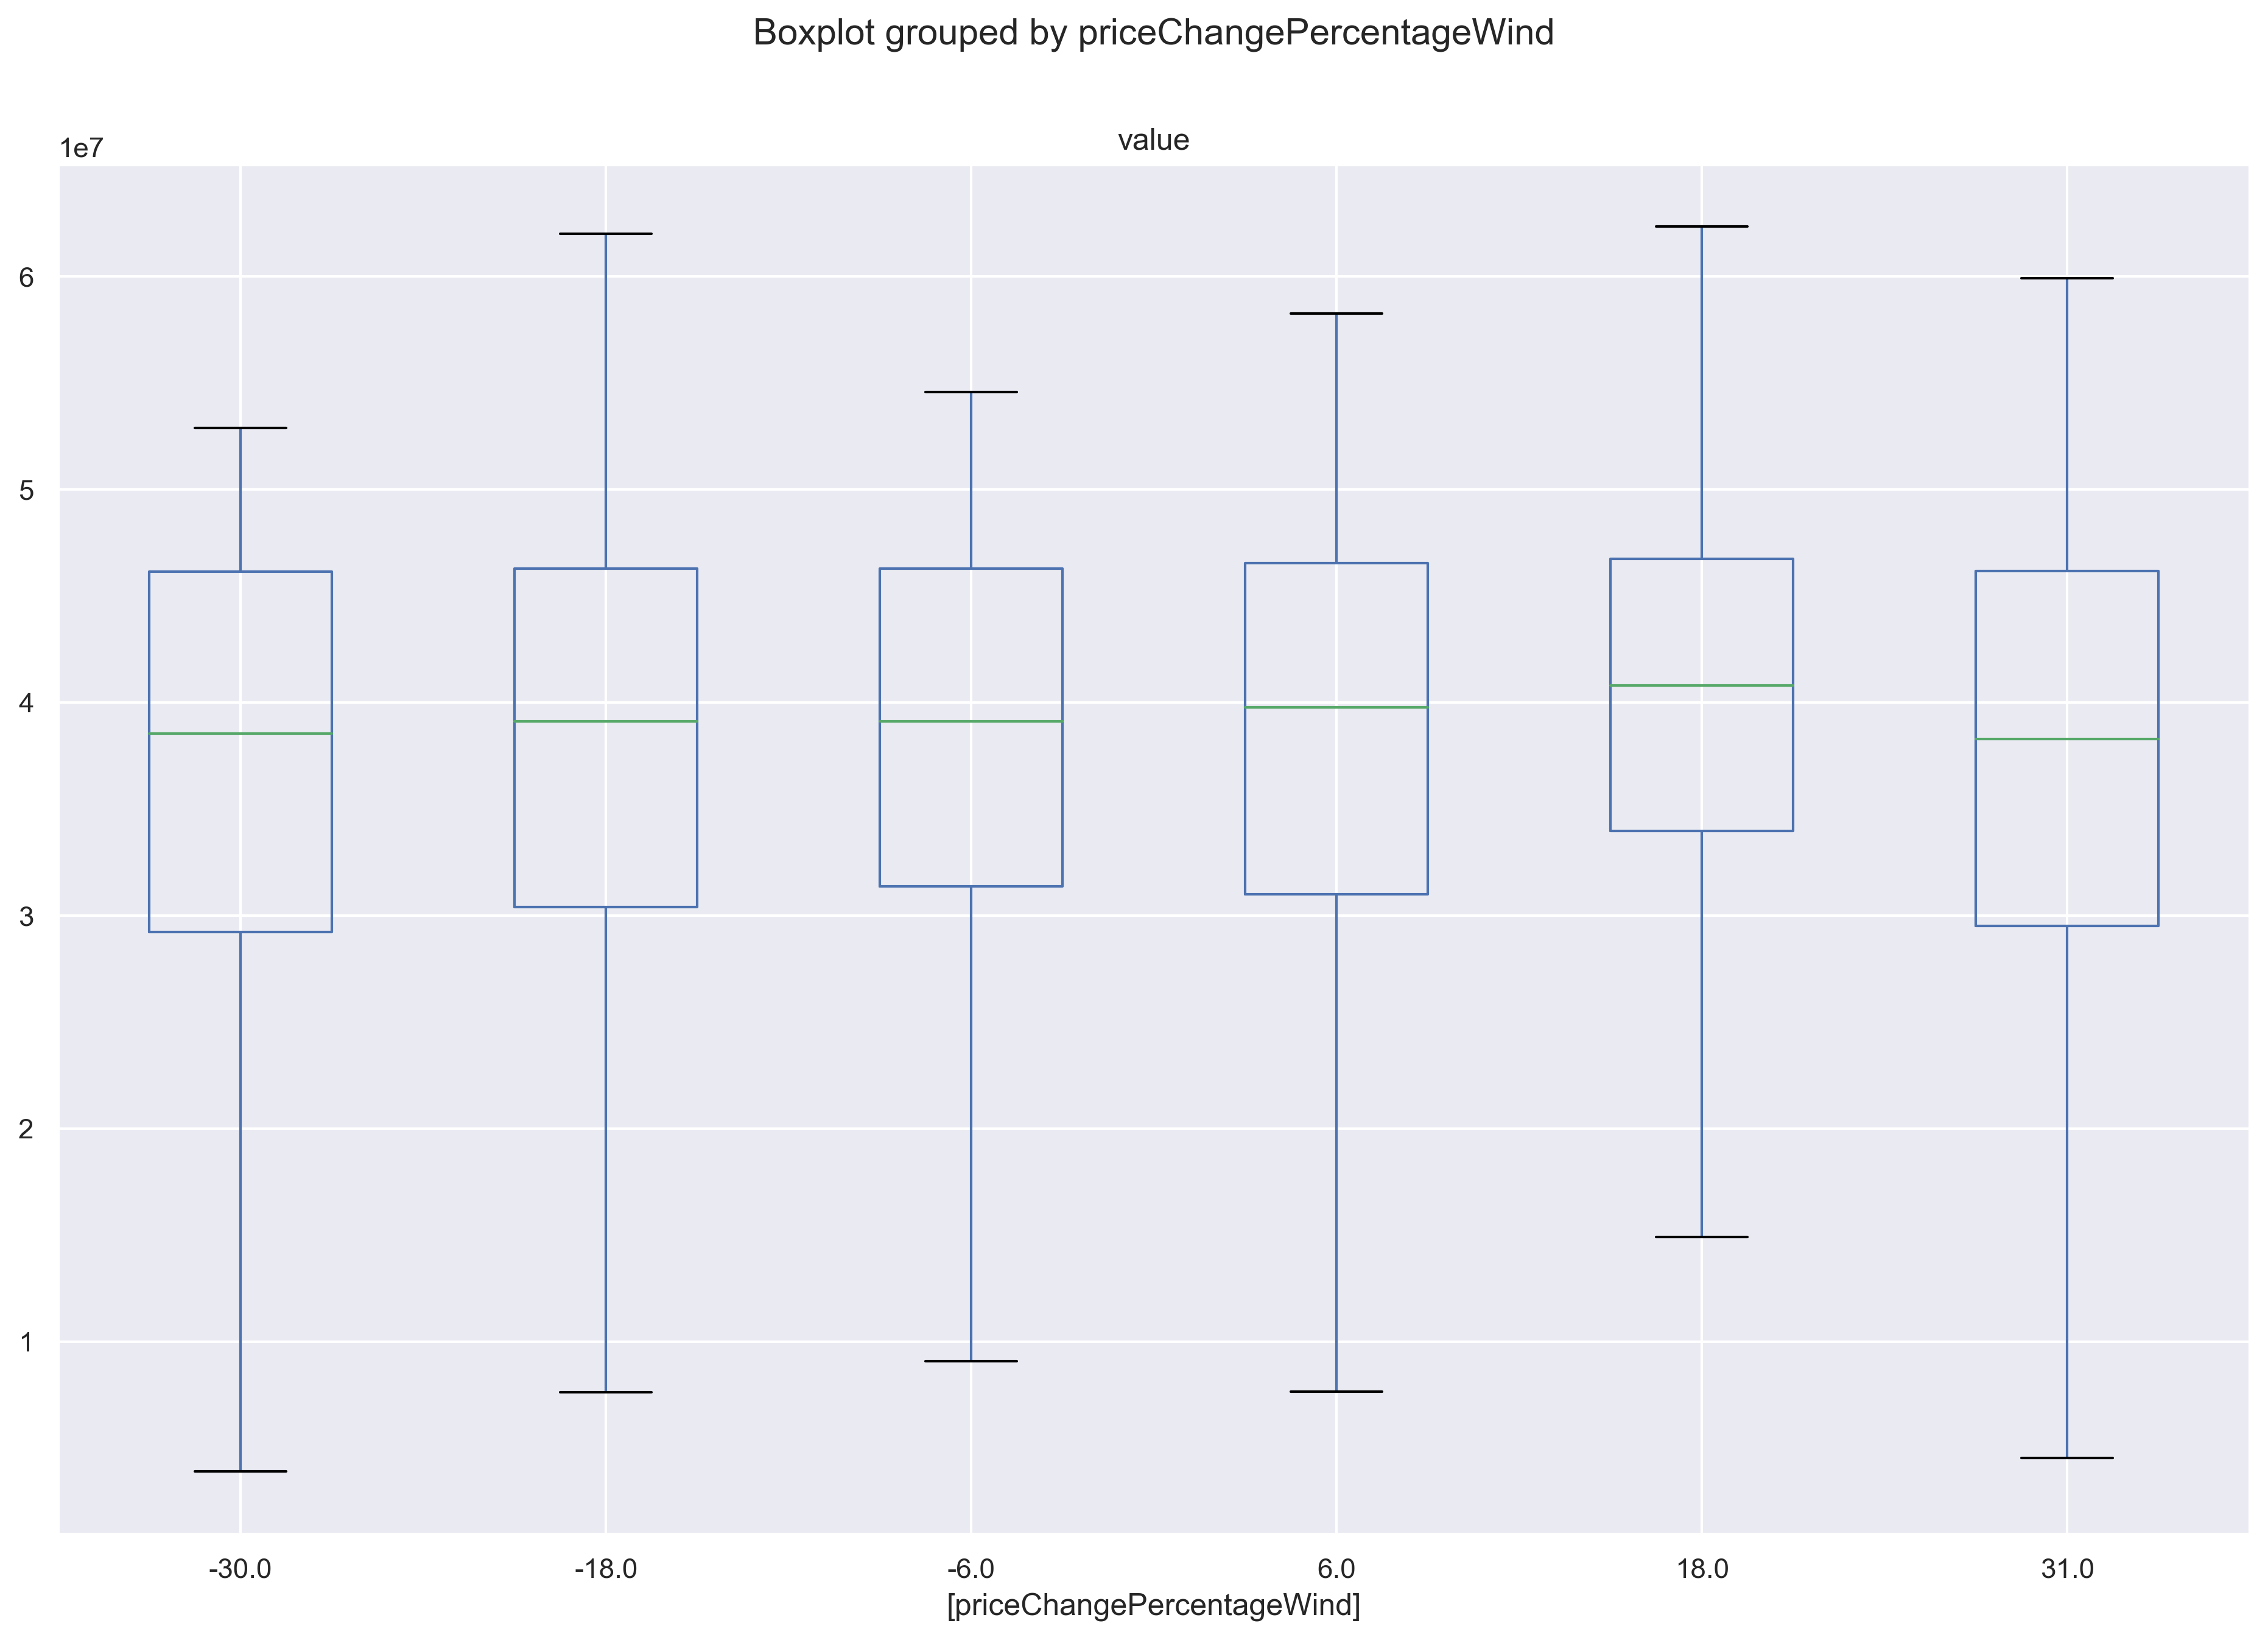 Boxplot grouped by priceChangePercentageWind
value
1e7
6
5
4
3
2
1
-30.0 -18.0 -6.0 6.0 18.0 31.0
[priceChangePercentageWind]